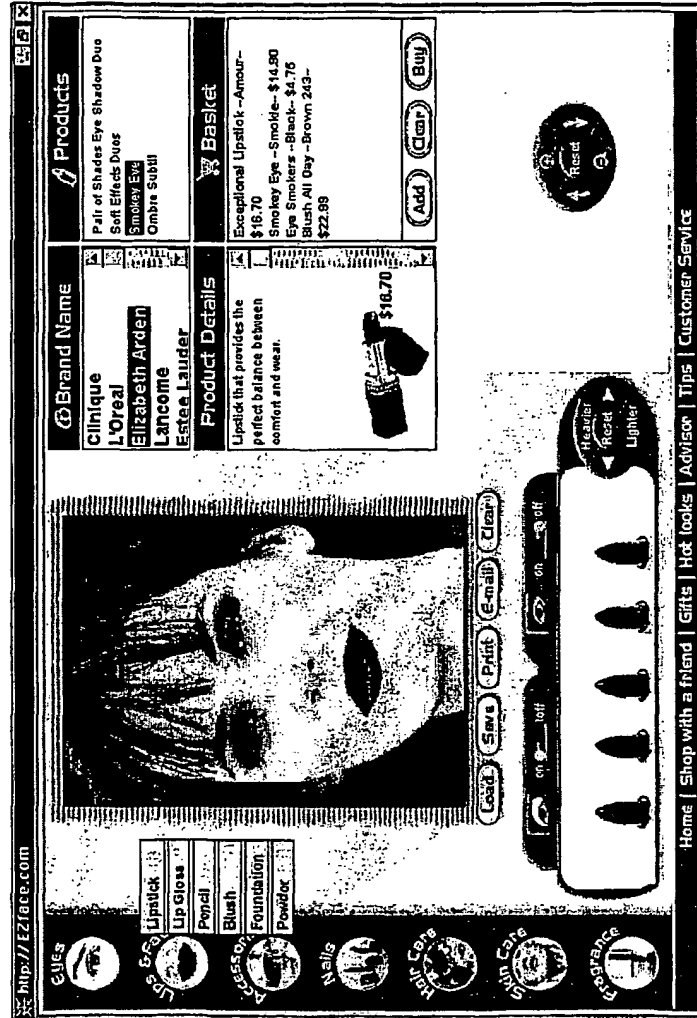 http://EZface.com
Eyes
Lips & Fa
Accessory
Nails
Hair Care
Skin Care
Fragrance
Lipstick
Lip Gloss
Pencil
Blush
Foundation
Powder
Load
Save
Print
E-mail
Clear
on
off
on
off
Heavier
Reset
Lighter
Brand Name
Clinique
L'Oreal
Elizabeth Arden
Lancome
Estee Lauder
Products
Pair of Shades Eye Shadow Duo
Soft Effects Duos
Smokey Eye
Ombre Subtil
Product Details
Lipstick that provides the
perfect balance between
comfort and wear.
$16.70
Basket
Exceptional Lipstick -Amour-
$16.70
Smokey Eye -Smokie- $14.90
Eye Smokers -Black- $4.75
Blush All Day -Brown 243-
$22.99
Add
Clear
Buy
Reset
Home | Shop with a friend | Gifts | Hot looks | Advisor | Tips | Customer Service